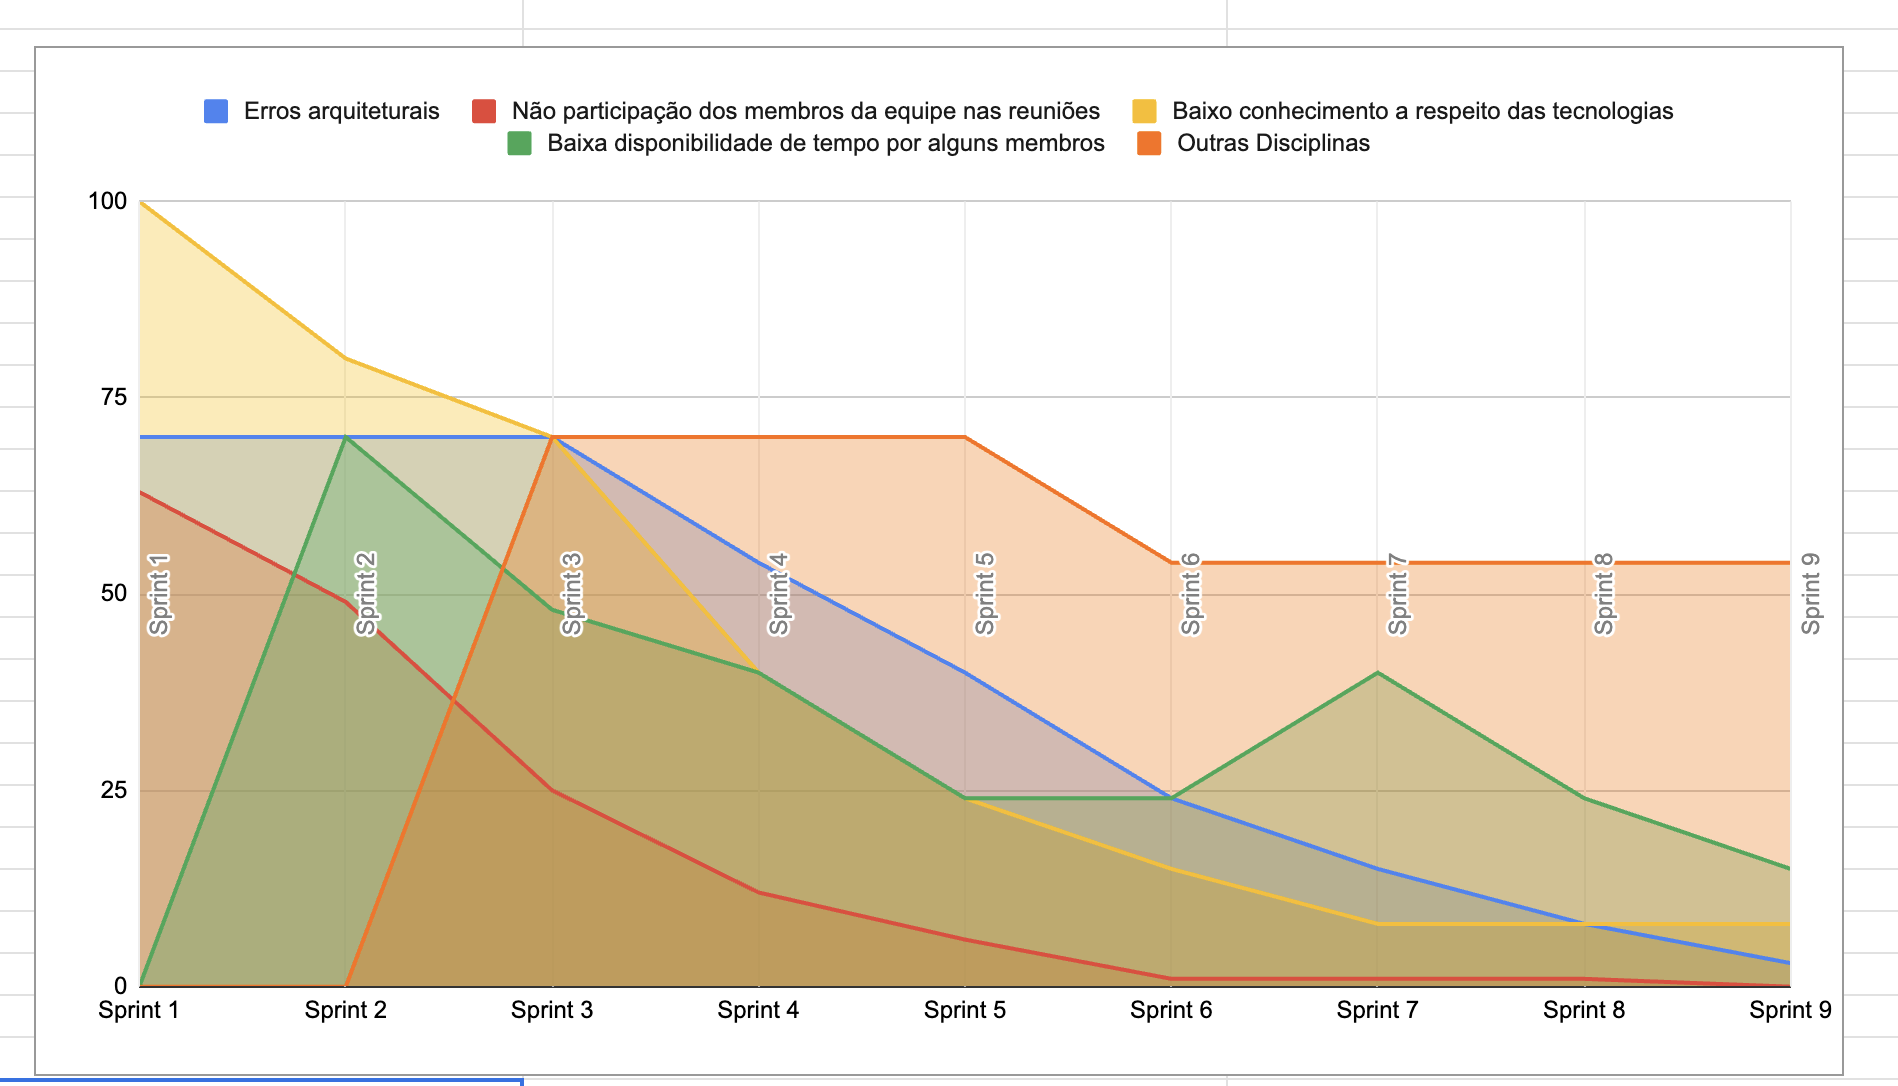 Erros arquiteturais Não participação dos membros da equipe nas reuniões Baixo conhecimento a respeito das tecnologias
Baixa disponibilidade de tempo por alguns membros Outras Disciplinas
100
75
50
25
0
Sprint 1 Sprint 2 Sprint 3 Sprint 4 Sprint 5 Sprint 6 Sprint 7 Sprint 8 Sprint 9
Sprint 1 Sprint 2 Sprint 3 Sprint 4 Sprint 5 Sprint 6 Sprint 7 Sprint 8 Sprint 9